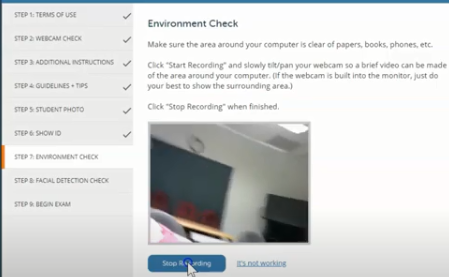 STEP 1: TERMS OF USE
STEP 2: WEBCAM CHECK
STEP 3: ADDITIONAL INSTRUCTIONS
STEP 4: GUIDELINES + TIPS
STEP 5: STUDENT PHOTO
STEP 6: SHOW ID
STEP 7: ENVIRONMENT CHECK
STEP 8: FACIAL DETECTION CHECK
STEP 9: BEGIN EXAM
Environment Check
Make sure the area around your computer is clear of papers, books, phones, etc.
Click "Start Recording" and slowly tilt/pan your webcam so a brief video can be made
of the area around your computer. (If the webcam is built into the monitor, just do
your best to show the surrounding area.)
Click "Stop Recording" when finished.
Stop Recording
It's not working